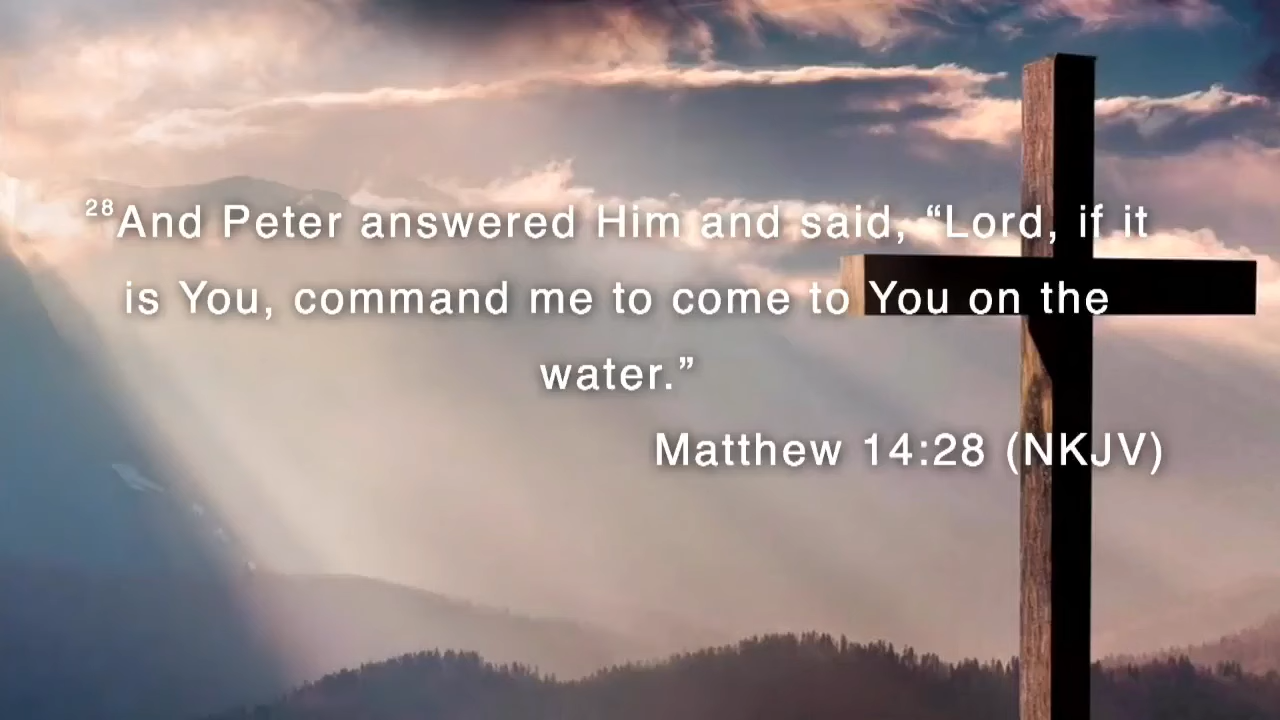 ²⁸And Peter answered Him and said, “Lord, if it
is You, command me to come to You on the
water.”
Matthew 14:28 (NKJV)